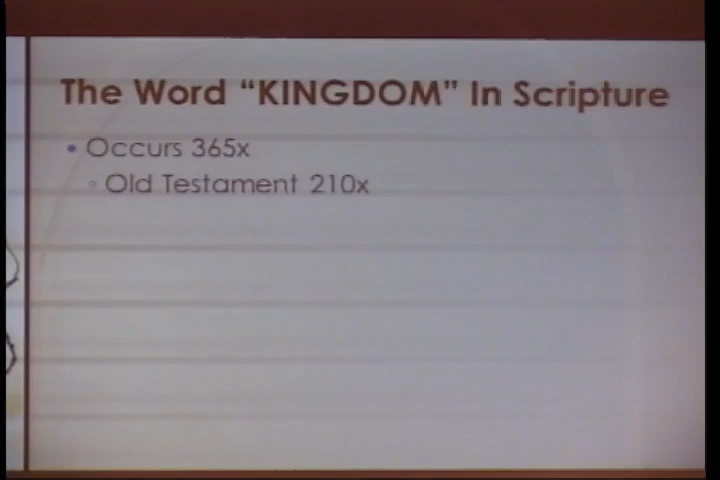 The Word “KINGDOM” In Scripture
• Occurs 365x
◦ Old Testament 210x